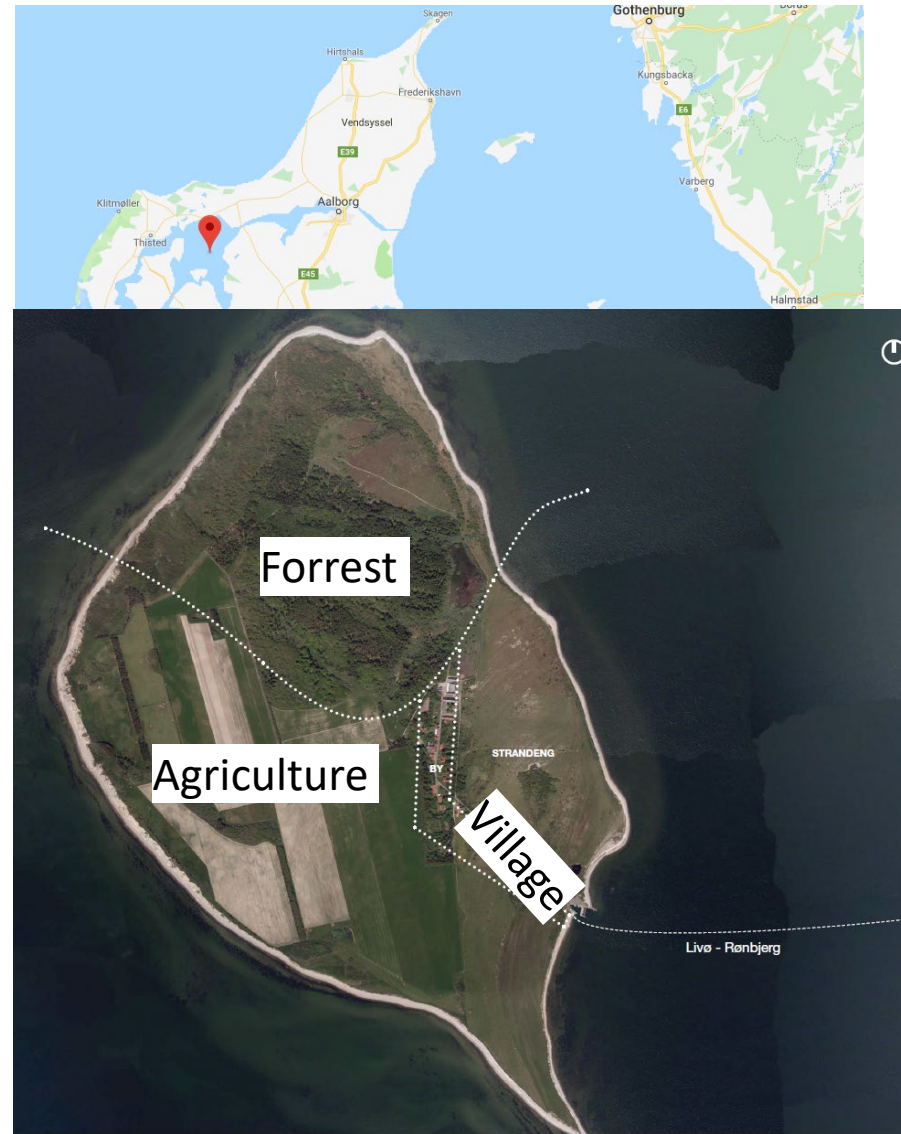 Skagen
Gothenburg
Borås
Hirtshals
Kungsbacka
Frederikshavn
E6
Vendsyssel
E39
Varberg
Klitmøller
Aalborg
Thisted
E45
Halmstad
Forrest
STRANDENG
BY
Agriculture
Village
Livø - Rønbjerg